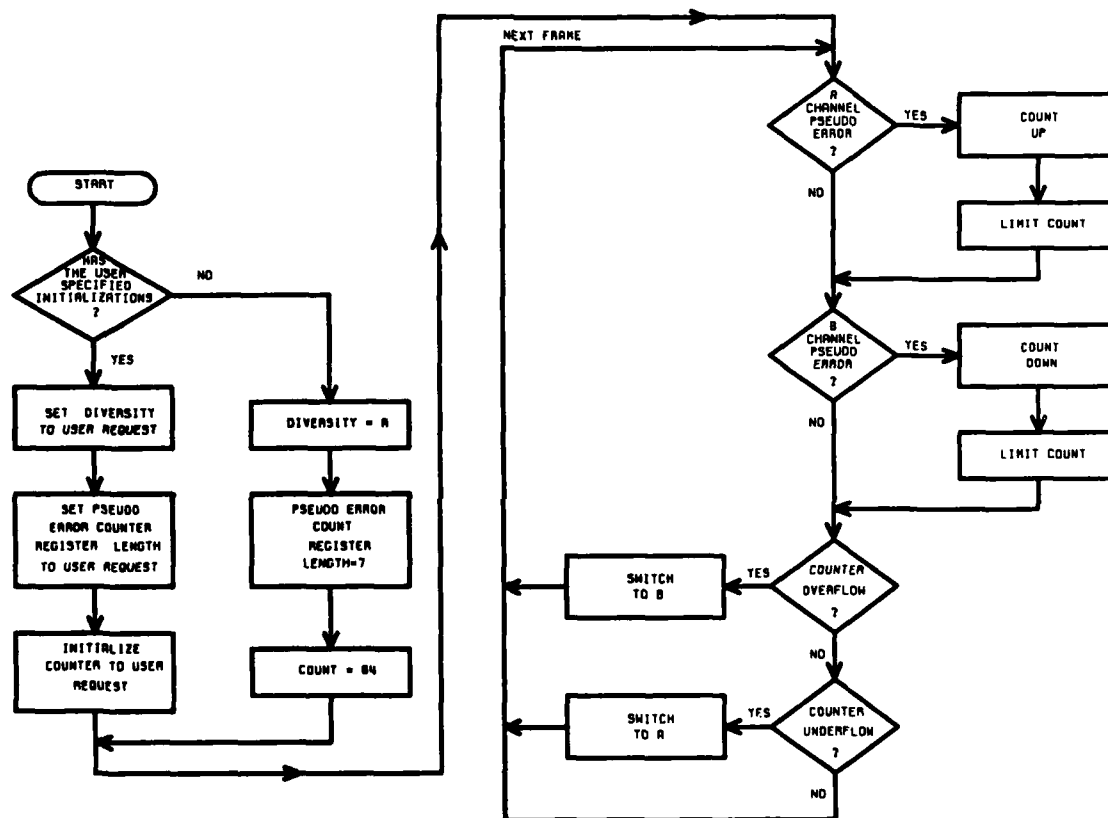 START
HAS
THE USER
SPECIFIED
INITIALIZATIONS
?
NO
YES
SET DIVERSITY
TO USER REQUEST
SET PSEUDO
ERROR COUNTER
REGISTER LENGTH
TO USER REQUEST
INITIALIZE
COUNTER TO USER
REQUEST
DIVERSITY = A
PSEUDO ERROR
COUNT
REGISTER
LENGTH=7
COUNT = 64
NEXT FRAME
A
CHANNEL
PSEUDO
ERROR
?
YES
NO
COUNT
UP
LIMIT COUNT
B
CHANNEL
PSEUDO
ERROR
?
YES
NO
COUNT
DOWN
LIMIT COUNT
COUNTER
OVERFLOW
?
YES
NO
SWITCH
TO B
COUNTER
UNDERFLOW
?
YES
NO
SWITCH
TO A